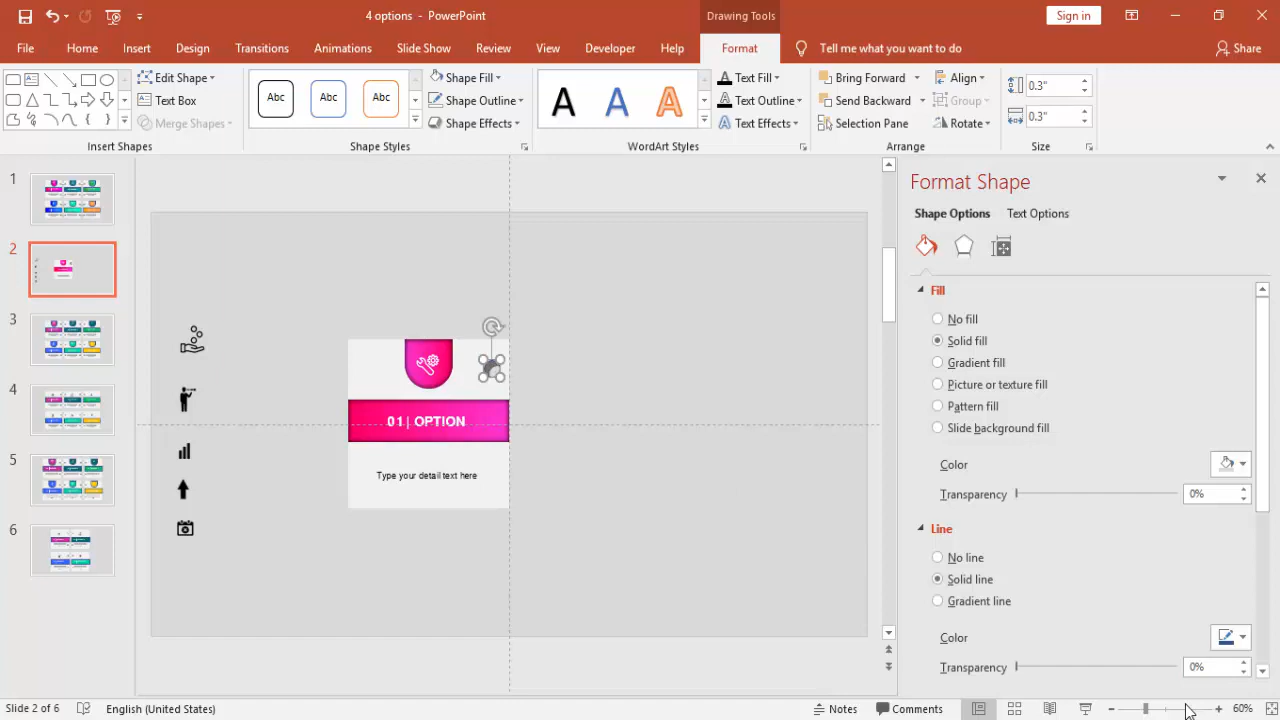 4 options - PowerPoint
Drawing Tools
Sign in
File
Home
Insert
Design
Transitions
Animations
Slide Show
Review
View
Developer
Help
Format
Tell me what you want to do
Share
Edit Shape
Text Box
Merge Shapes
Insert Shapes
Abc
Abc
Abc
Shape Fill
Shape Outline
Shape Effects
Shape Styles
A
A
A
Text Fill
Text Outline
Text Effects
WordArt Styles
Bring Forward
Send Backward
Selection Pane
Align
Group
Rotate
Arrange
0.3"
0.3"
Size
1
2
3
4
5
6
01| OPTION
Type your detail text here
Format Shape
Shape Options
Text Options
Fill
No fill
Solid fill
Gradient fill
Picture or texture fill
Pattern fill
Slide background fill
Color
Transparency
0%
Line
No line
Solid line
Gradient line
Color
Transparency
0%
Slide 2 of 6
English (United States)
Notes
Comments
60%